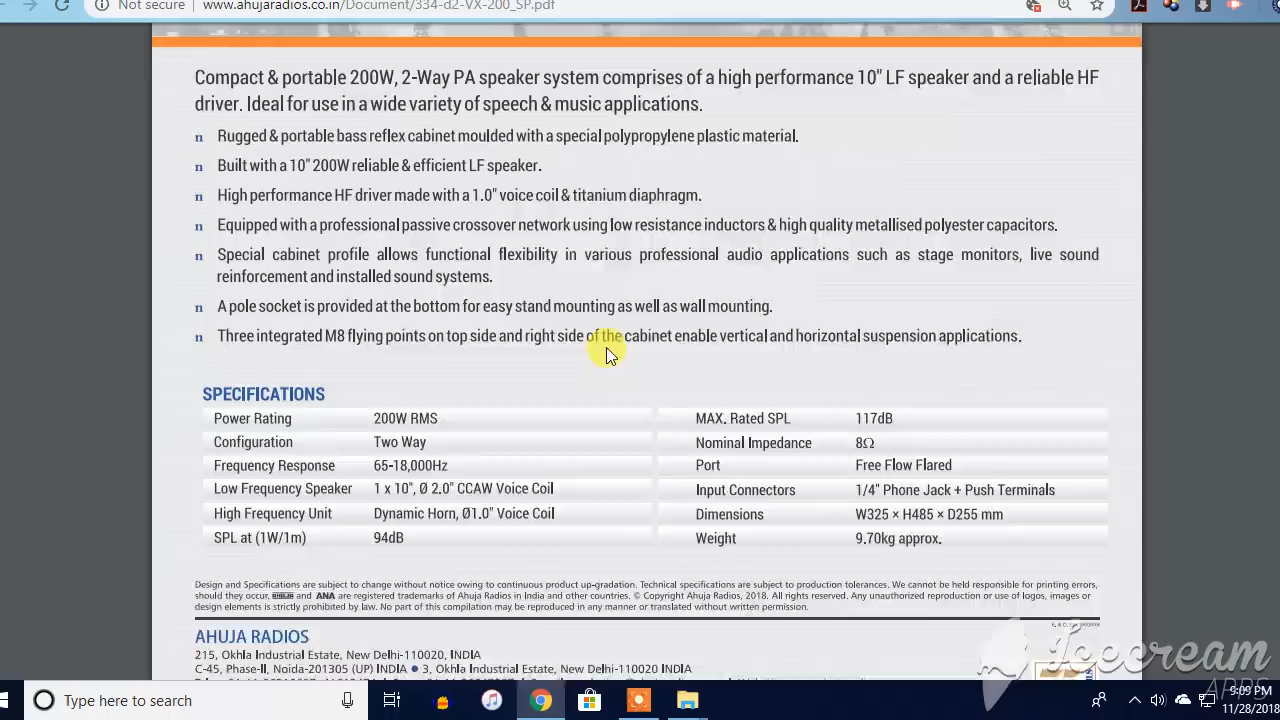 Not secure | www.ahujaradios.co.in/Document/334-d2-VX-200_SP.pdf
Compact & portable 200W, 2-Way PA speaker system comprises of a high performance 10" LF speaker and a reliable HF
driver. Ideal for use in a wide variety of speech & music applications.
n Rugged & portable bass reflex cabinet moulded with a special polypropylene plastic material.
n Built with a 10" 200W reliable & efficient LF speaker.
n High performance HF driver made with a 1.0" voice coil & titanium diaphragm.
n Equipped with a professional passive crossover network using low resistance inductors & high quality metallised polyester capacitors.
n Special cabinet profile allows functional flexibility in various professional audio applications such as stage monitors, live sound
reinforcement and installed sound systems.
n A pole socket is provided at the bottom for easy stand mounting as well as wall mounting.
n Three integrated M8 flying points on top side and right side of the cabinet enable vertical and horizontal suspension applications.
SPECIFICATIONS
Power Rating 200W RMS MAX. Rated SPL 117dB
Configuration Two Way Nominal Impedance 8Ω
Frequency Response 65-18,000Hz Port Free Flow Flared
Low Frequency Speaker 1 x 10", Ø 2.0" CCAW Voice Coil Input Connectors 1/4" Phone Jack + Push Terminals
High Frequency Unit Dynamic Horn, Ø1.0" Voice Coil Dimensions W325 × H485 × D255 mm
SPL at (1W/1m) 94dB Weight 9.70kg approx.
Design and Specifications are subject to change without notice owing to continuous product up-gradation. Technical specifications are subject to production tolerances. We cannot be held responsible for printing errors,
should they occur. AHUJA and ANA are registered trademarks of Ahuja Radios in India and other countries. © Copyright Ahuja Radios, 2018. All rights reserved. Any unauthorized reproduction or use of logos, images or
design elements is strictly prohibited by law. No part of this compilation may be reproduced in any manner or translated without written permission.
AHUJA RADIOS
215, Okhla Industrial Estate, New Delhi-110020, INDIA
C-45, Phase-II, Noida-201305 (UP) INDIA ● 3, Okhla Industrial Estate, New Delhi-110020 INDIA
Icecream
APPS
Type here to search
9:09 PM
11/28/2018